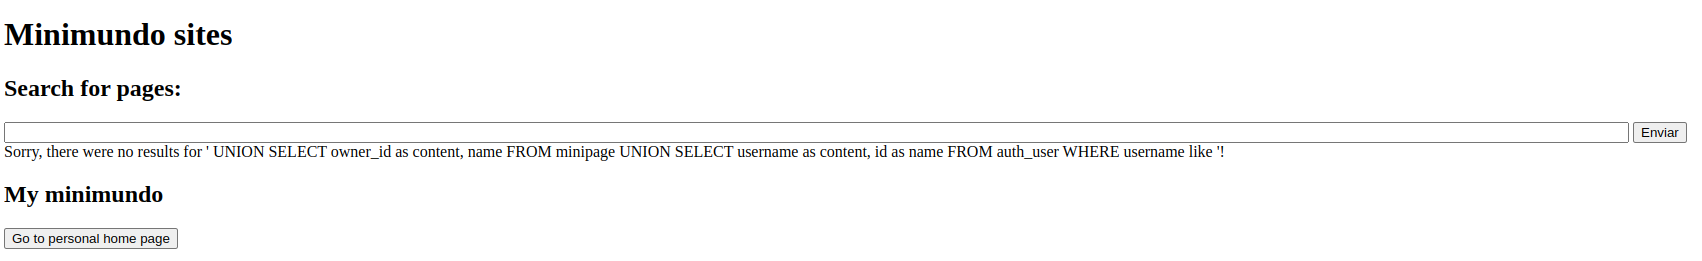 Minimundo sites
Search for pages:
Enviar
Sorry, there were no results for ' UNION SELECT owner_id as content, name FROM minipage UNION SELECT username as content, id as name FROM auth_user WHERE username like '!
My minimundo
Go to personal home page